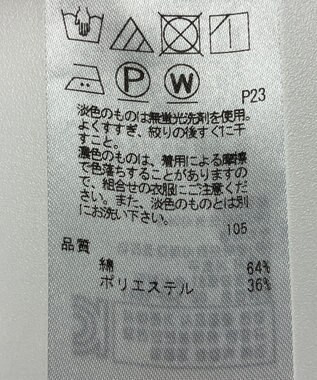 P W
P23
淡色のものは無蛍光洗剤を使用。
よくすすぎ、絞りの後すぐに干
すこと。
濃色のものは、着用による摩擦
で色落ちすることがありますの
で、組合せの衣服にご注意くだ
さい。また、淡色のものとは別
にお洗い下さい。
105
品質
綿 64%
ポリエステル 36%